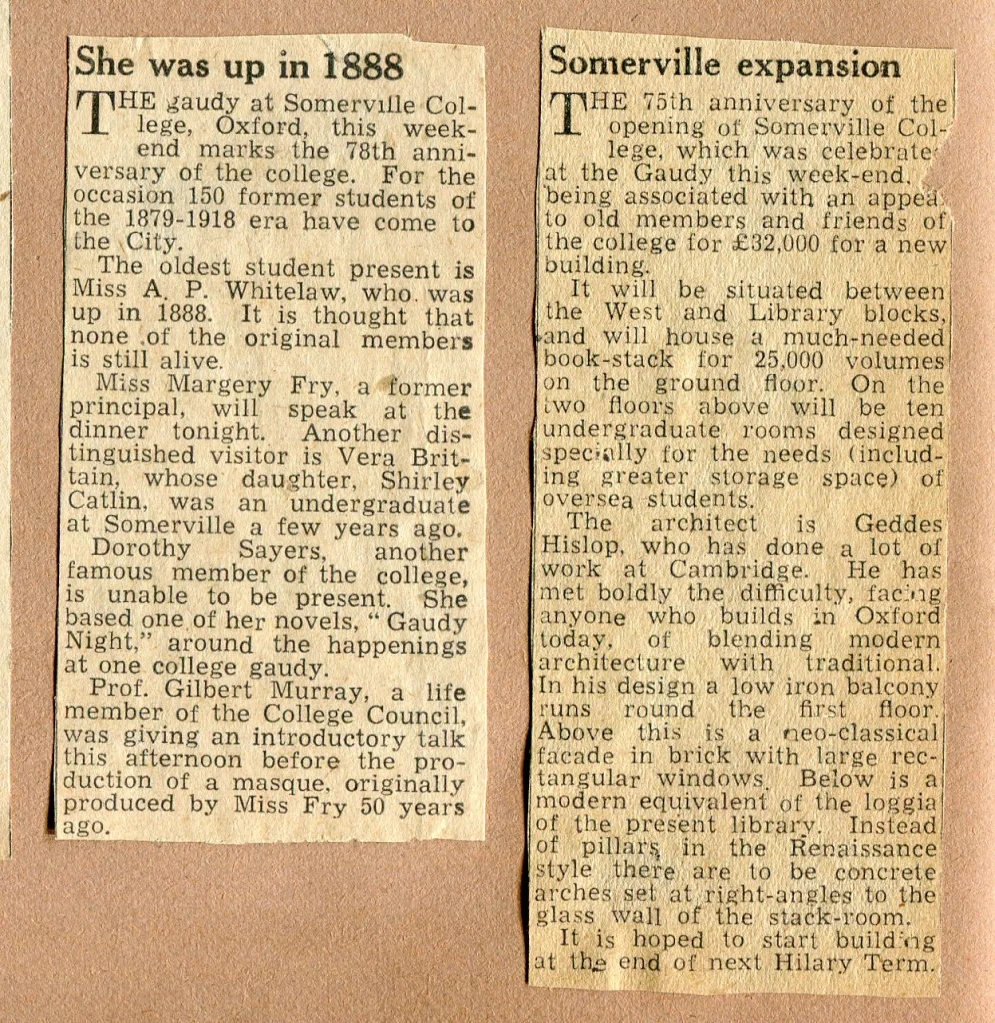 She was up in 1888
THE gaudy at Somerville Col-
lege, Oxford, this week-
end marks the 78th anni-
versary of the college. For the
occasion 150 former students of
the 1879-1918 era have come to
the City.
The oldest student present is
Miss A. P. Whitelaw, who was
up in 1888. It is thought that
none of the original members
is still alive.
Miss Margery Fry, a former
principal, will speak at the
dinner tonight. Another dis-
tinguished visitor is Vera Brit-
tain, whose daughter, Shirley
Catlin, was an undergraduate
at Somerville a few years ago.
Dorothy Sayers, another
famous member of the college,
is unable to be present. She
based one of her novels, "Gaudy
Night," around the happenings
at one college gaudy.
Prof. Gilbert Murray, a life
member of the College Council,
was giving an introductory talk
this afternoon before the pro-
duction of a masque, originally
produced by Miss Fry 50 years
ago.
Somerville expansion
THE 75th anniversary of the
opening of Somerville Col-
lege, which was celebrated
at the Gaudy this week-end,
being associated with an appeal
to old members and friends of
the college for £32,000 for a new
building.
It will be situated between
the West and Library blocks,
and will house a much-needed
book-stack for 25,000 volumes
on the ground floor. On the
two floors above will be ten
undergraduate rooms designed
specially for the needs (includ-
ing greater storage space) of
oversea students.
The architect is Geddes
Hislop, who has done a lot of
work at Cambridge. He has
met boldly the difficulty, facing
anyone who builds in Oxford
today, of blending modern
architecture with traditional.
In his design a low iron balcony
runs round the first floor.
Above this is a neo-classical
facade in brick with large rec-
tangular windows. Below is a
modern equivalent of the loggia
of the present library. Instead
of pillars in the Renaissance
style there are to be concrete
arches set at right-angles to the
glass wall of the stack-room.
It is hoped to start building
at the end of next Hilary Term.